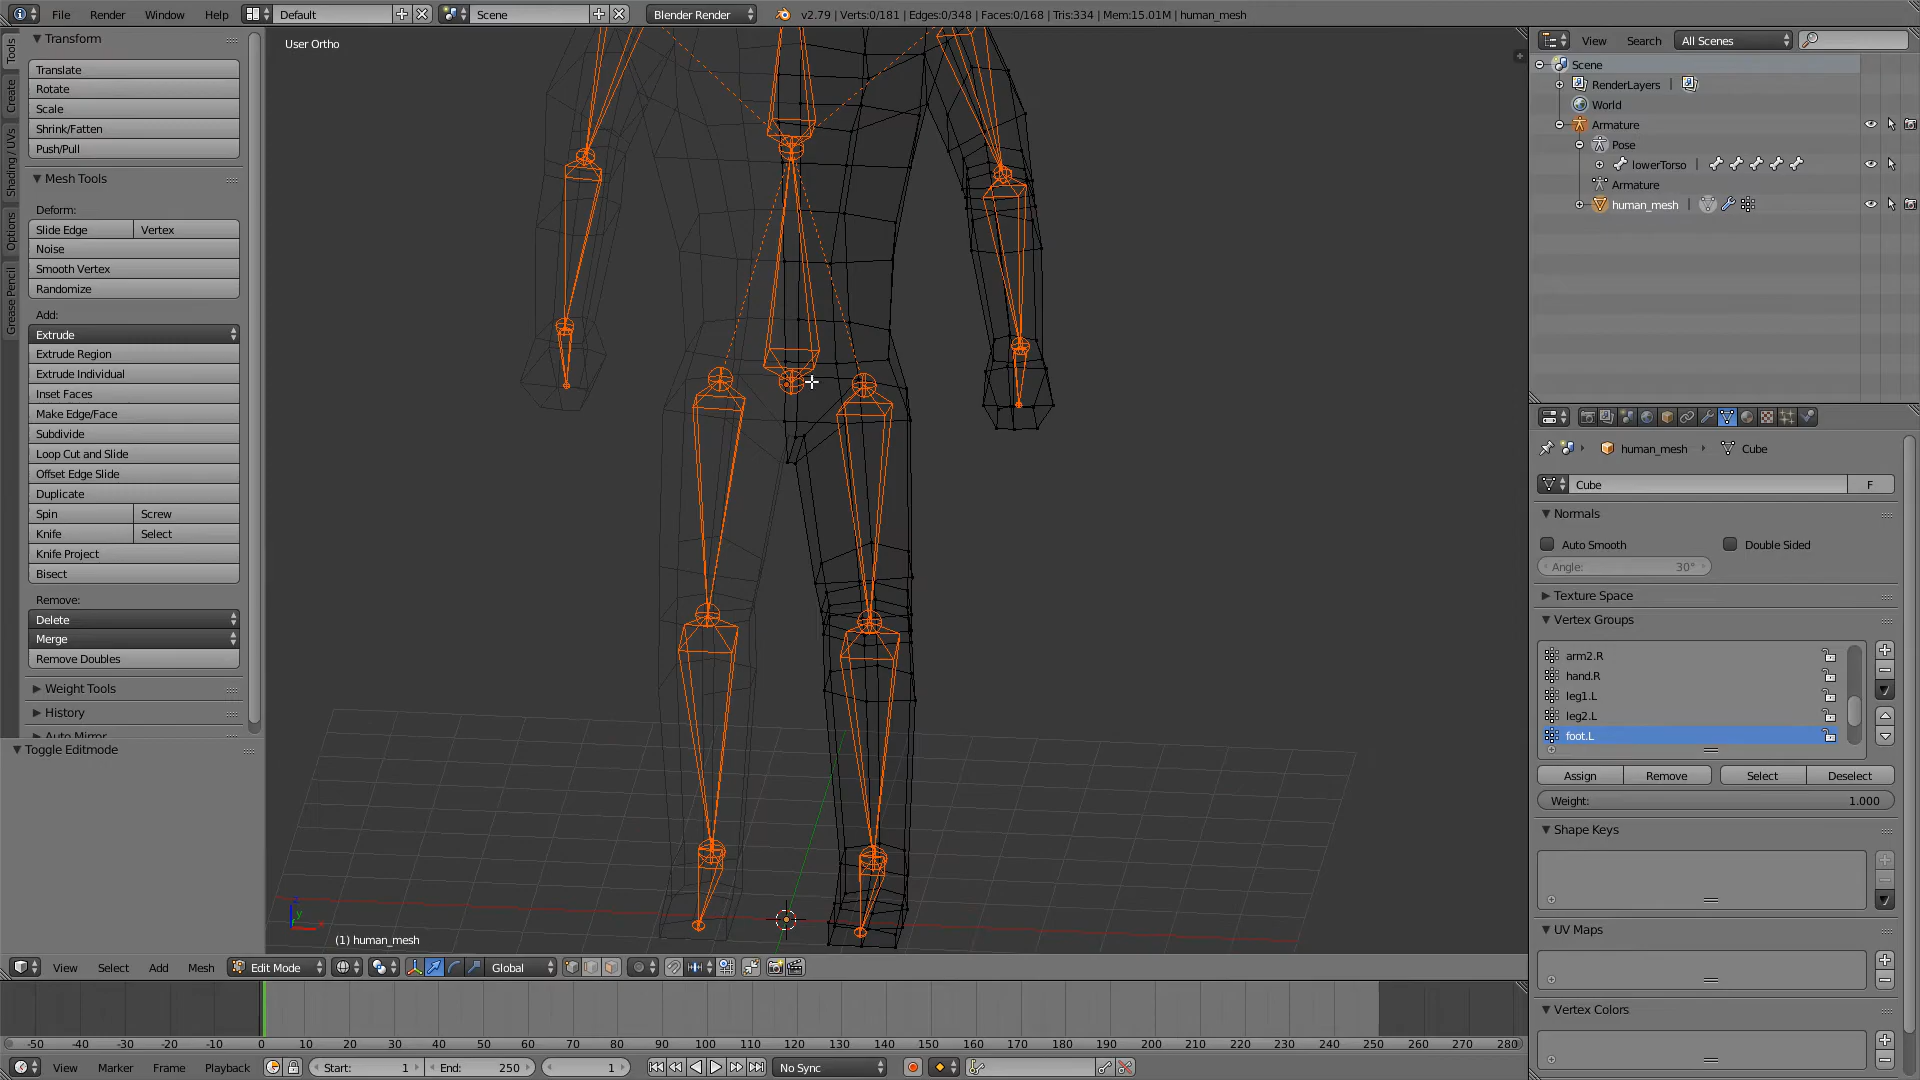 File Render Window Help Default Scene Blender Render v2.79 | Verts:0/181 | Edges:0/348 | Faces:0/168 | Tris:334 | Mem:15.01M | human_mesh
Tools
Create
Shading / UVs
Options
Grease Pencil
Transform
Translate
Rotate
Scale
Shrink/Fatten
Push/Pull
Mesh Tools
Deform:
Slide Edge Vertex
Noise
Smooth Vertex
Randomize
Add:
Extrude
Extrude Region
Extrude Individual
Inset Faces
Make Edge/Face
Subdivide
Loop Cut and Slide
Offset Edge Slide
Duplicate
Spin Screw
Knife Select
Knife Project
Bisect
Remove:
Delete
Merge
Remove Doubles
Weight Tools
History
Auto Mirror
Toggle Editmode
User Ortho
z
y
x
(1) human_mesh
View Select Add Mesh Edit Mode Global
-50 -40 -30 -20 -10 0 10 20 30 40 50 60 70 80 90 100 110 120 130 140 150 160 170 180 190 200 210 220 230 240 250 260 270 280
View Marker Frame Playback Start: 1 End: 250 1 No Sync
View Search All Scenes
Scene
RenderLayers
World
Armature
Pose
lowerTorso
Armature
human_mesh
human_mesh Cube
Cube F
Normals
Auto Smooth Double Sided
Angle: 30°
Texture Space
Vertex Groups
arm2.R
hand.R
leg1.L
leg2.L
foot.L
Assign Remove Select Deselect
Weight: 1.000
Shape Keys
UV Maps
Vertex Colors